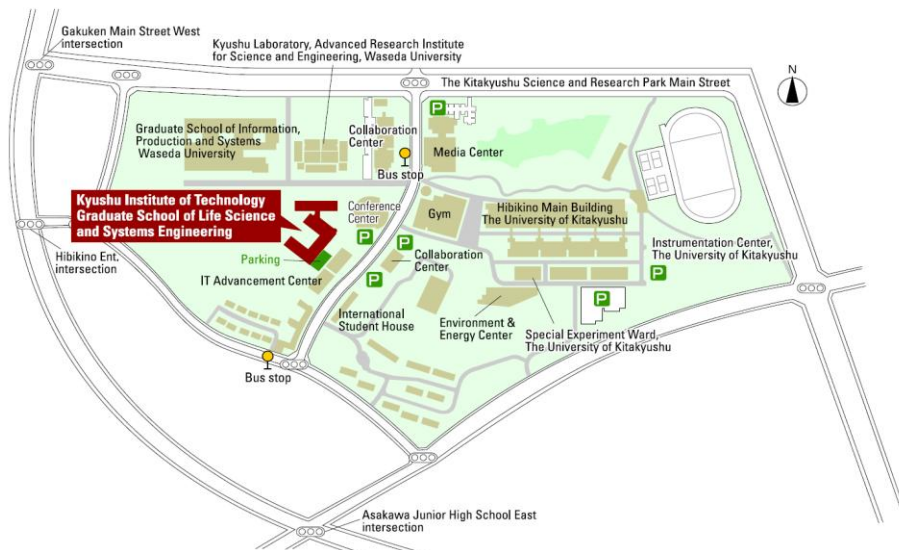 Gakuken Main Street West
intersection
Kyushu Laboratory, Advanced Research Institute
for Science and Engineering, Waseda University
The Kitakyushu Science and Research Park Main Street
N
P
Graduate School of Information,
Production and Systems
Waseda University
Collaboration
Center
Bus stop
Media Center
Kyushu Institute of Technology
Graduate School of Life Science
and Systems Engineering
Conference
Center
P
Gym
Hibikino Main Building
The University of Kitakyushu
Hibikino Ent.
intersection
Parking
IT Advancement Center
P
Collaboration
Center
P
Instrumentation Center,
The University of Kitakyushu
P
P
International
Student House
Environment &
Energy Center
Special Experiment Ward,
The University of Kitakyushu
Bus stop
Asakawa Junior High School East
intersection